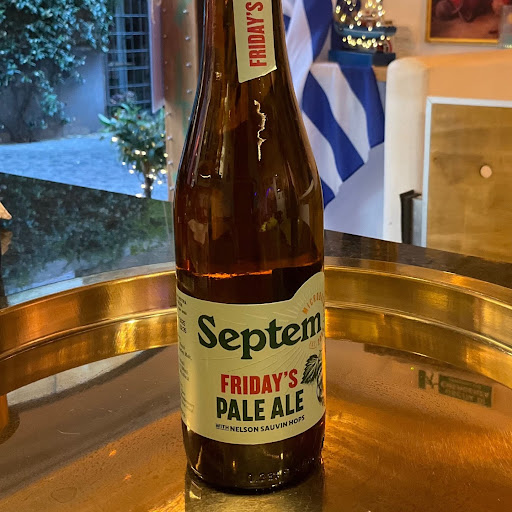 FRIDAY'S
Septem
FRIDAY'S
PALE ALE
WITH NELSON SAUVIN HOPS